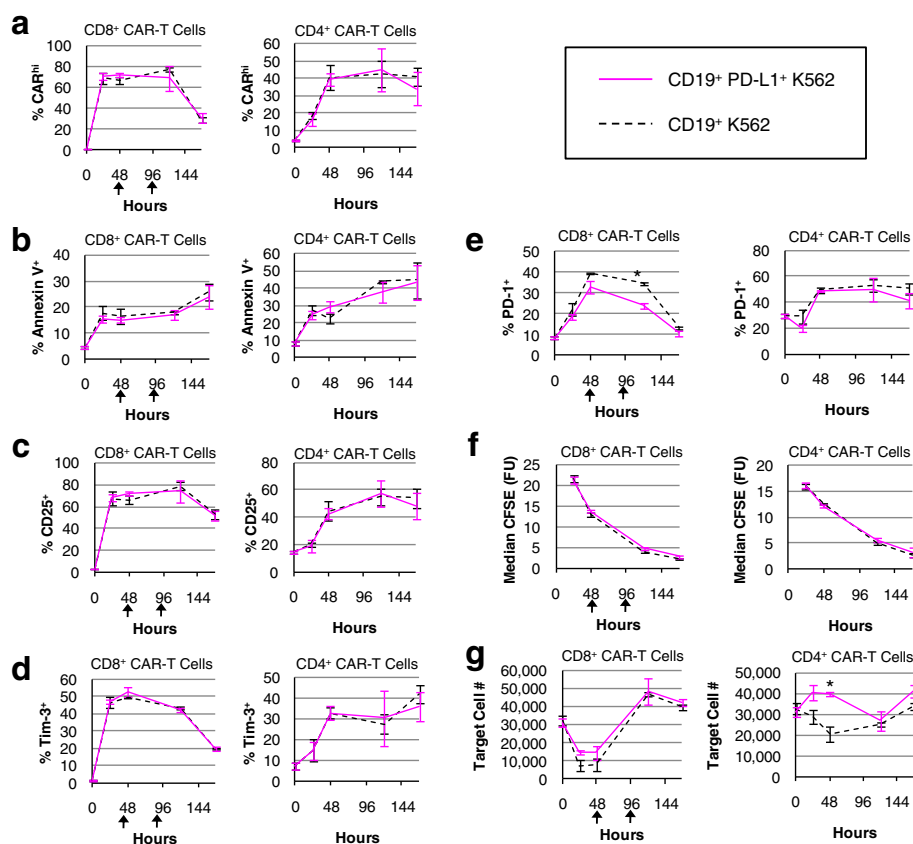 a
CD8+ CAR-T Cells
% CARhi
100
80
60
40
20
0
0 48 96 144
Hours
CD4+ CAR-T Cells
60
50
40
30
20
10
0
0 48 96 144
CD19+ PD-L1+ K562
CD19+ K562
b
CD8+ CAR-T Cells
% Annexin V+
40
30
20
10
0
0 48 96 144
Hours
CD4+ CAR-T Cells
% Annexin V+
60
50
40
30
20
10
0
0 48 96 144
Hours
e
CD8+ CAR-T Cells
% PD-1+
50
40
30
20
10
0
*
0 48 96 144
Hours
CD4+ CAR-T Cells
% PD-1+
80
60
40
20
0
0 48 96 144
Hours
c
CD8+ CAR-T Cells
% CD25+
100
80
60
40
20
0
0 48 96 144
Hours
CD4+ CAR-T Cells
% CD25+
80
60
40
20
0
0 48 96 144
Hours
f
CD8+ CAR-T Cells
Median CFSE (FU)
25
20
15
10
5
0
0 48 96 144
Hours
CD4+ CAR-T Cells
Median CFSE (FU)
20
15
10
5
0
0 48 96 144
Hours
d
CD8+ CAR-T Cells
% Tim-3+
60
50
40
30
20
10
0
0 48 96 144
Hours
CD4+ CAR-T Cells
% Tim-3+
50
40
30
20
10
0
0 48 96 144
Hours
g
CD8+ CAR-T Cells
Target Cell #
60,000
50,000
40,000
30,000
20,000
10,000
0
0 48 96 144
Hours
CD4+ CAR-T Cells
Target Cell #
50,000
40,000
30,000
20,000
10,000
0
*
0 48 96 144
Hours